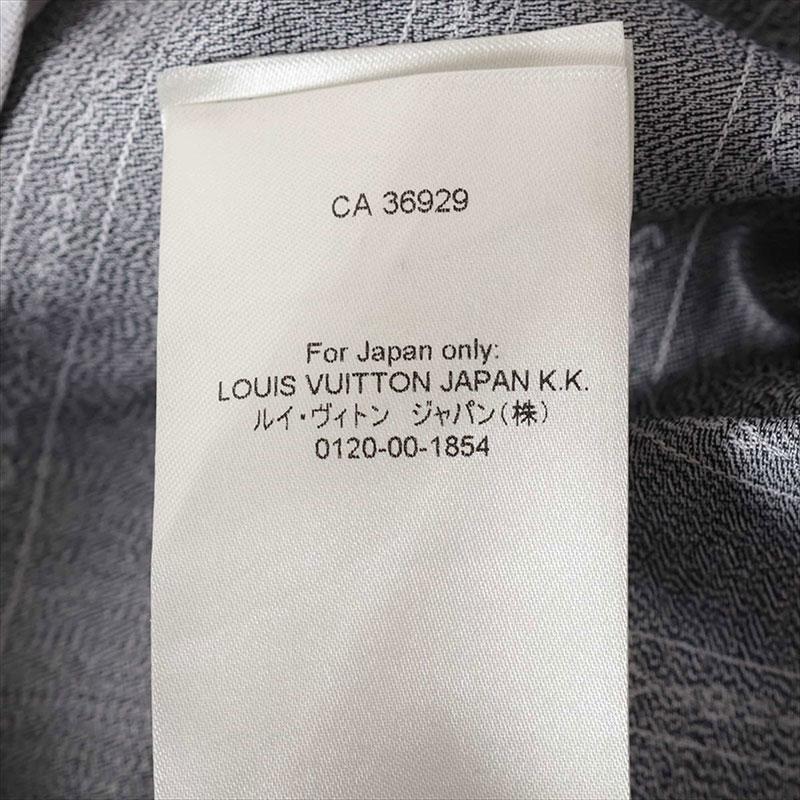 CA 36929
For Japan only:
LOUIS VUITTON JAPAN K.K.
ルイ・ヴィトン ジャパン(株)
0120-00-1854